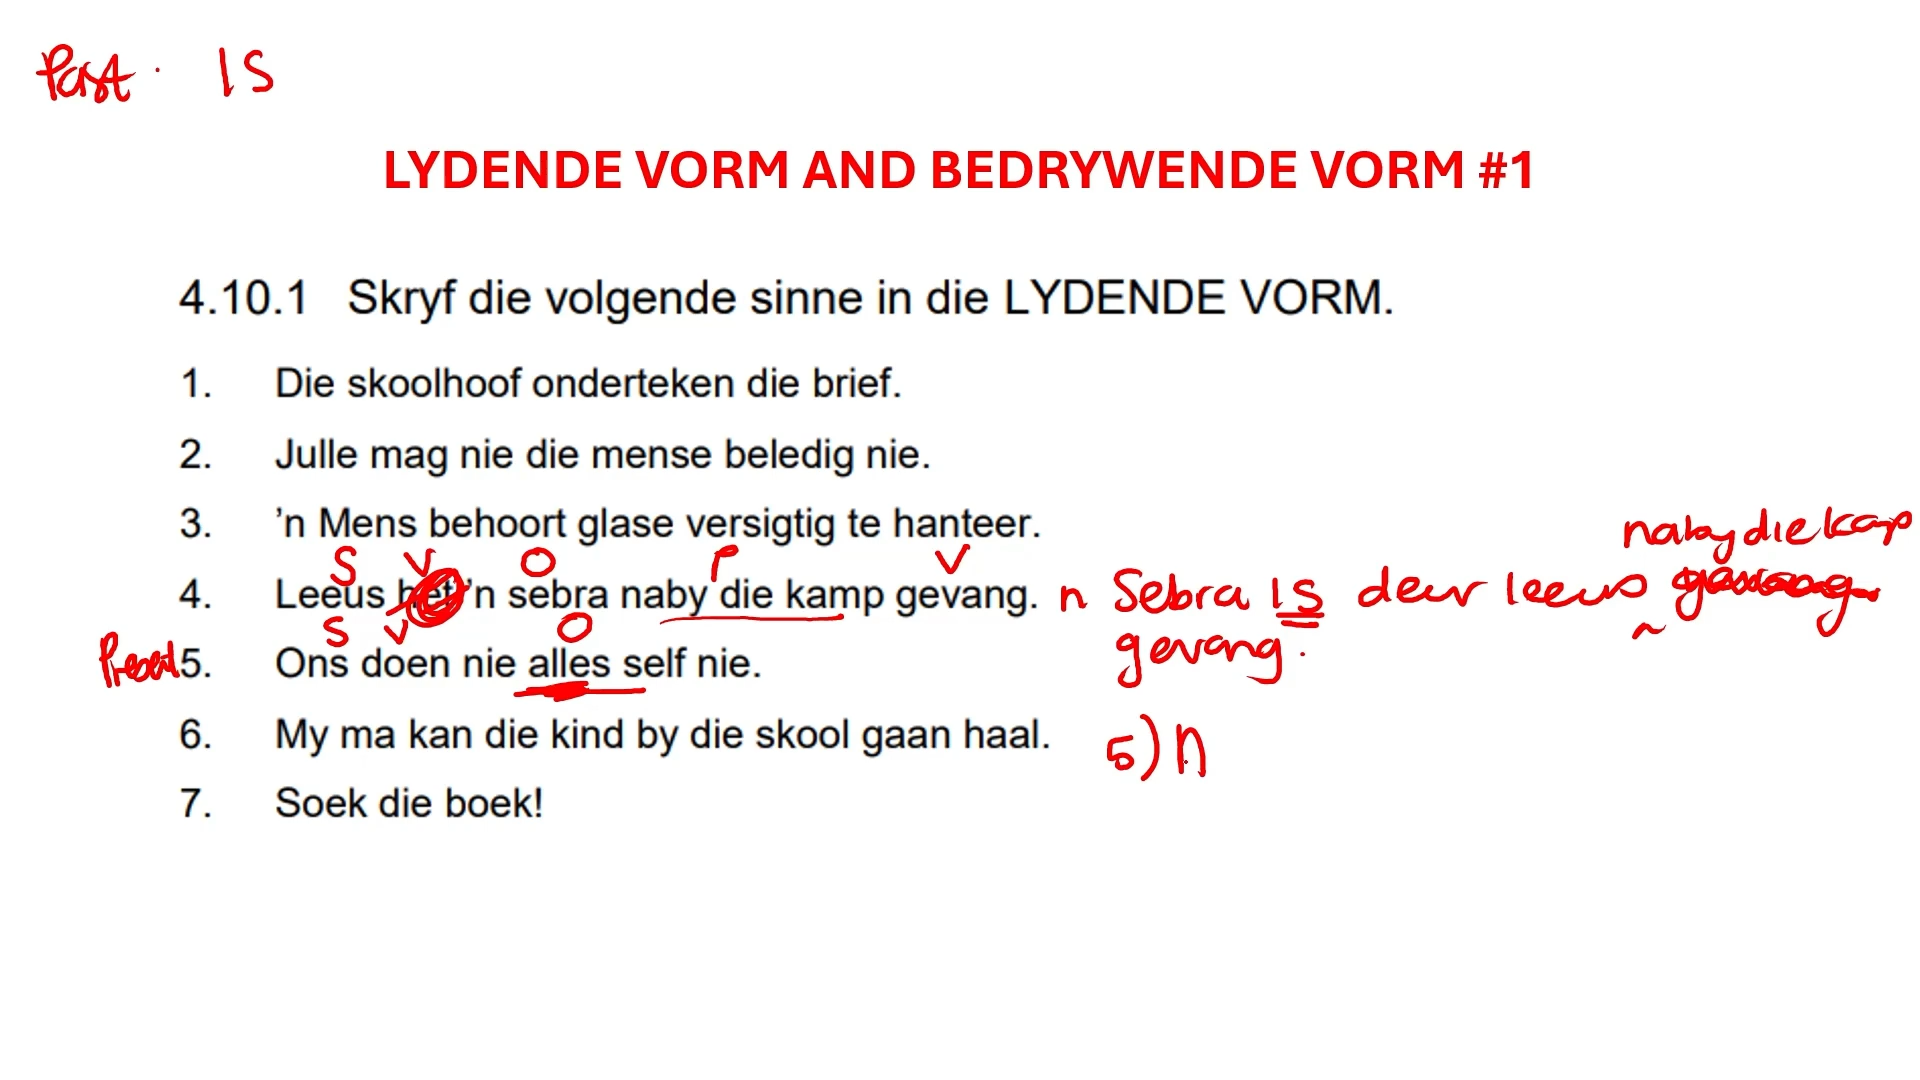 Past. IS
LYDENDE VORM AND BEDRYWENDE VORM #1
4.10.1 Skryf die volgende sinne in die LYDENDE VORM.
1. Die skoolhoof onderteken die brief.
2. Julle mag nie die mense beledig nie.
3. ’n Mens behoort glase versigtig te hanteer.
naby die kamp
S V O P V
4. Leeus het ’n sebra naby die kamp gevang. n Sebra IS deur leeus
gevang.
S V O
Present 5. Ons doen nie alles self nie.
6. My ma kan die kind by die skool gaan haal.
5) n
7. Soek die boek!